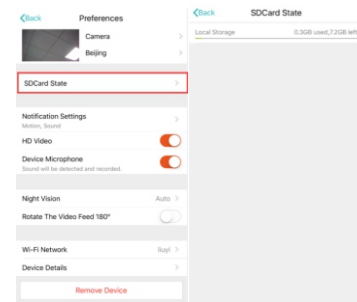 Back
Preferences
Camera
Beijing
SDCard State
Notification Settings
Motion, Sound
HD Video
Device Microphone
Sound will be detected and recorded.
Night Vision
Auto
Rotate The Video Feed 180°
Wi-Fi Network
liuyi
Device Details
Remove Device
Back
SDCard State
Local Storage
0.3GB used,7.2GB left